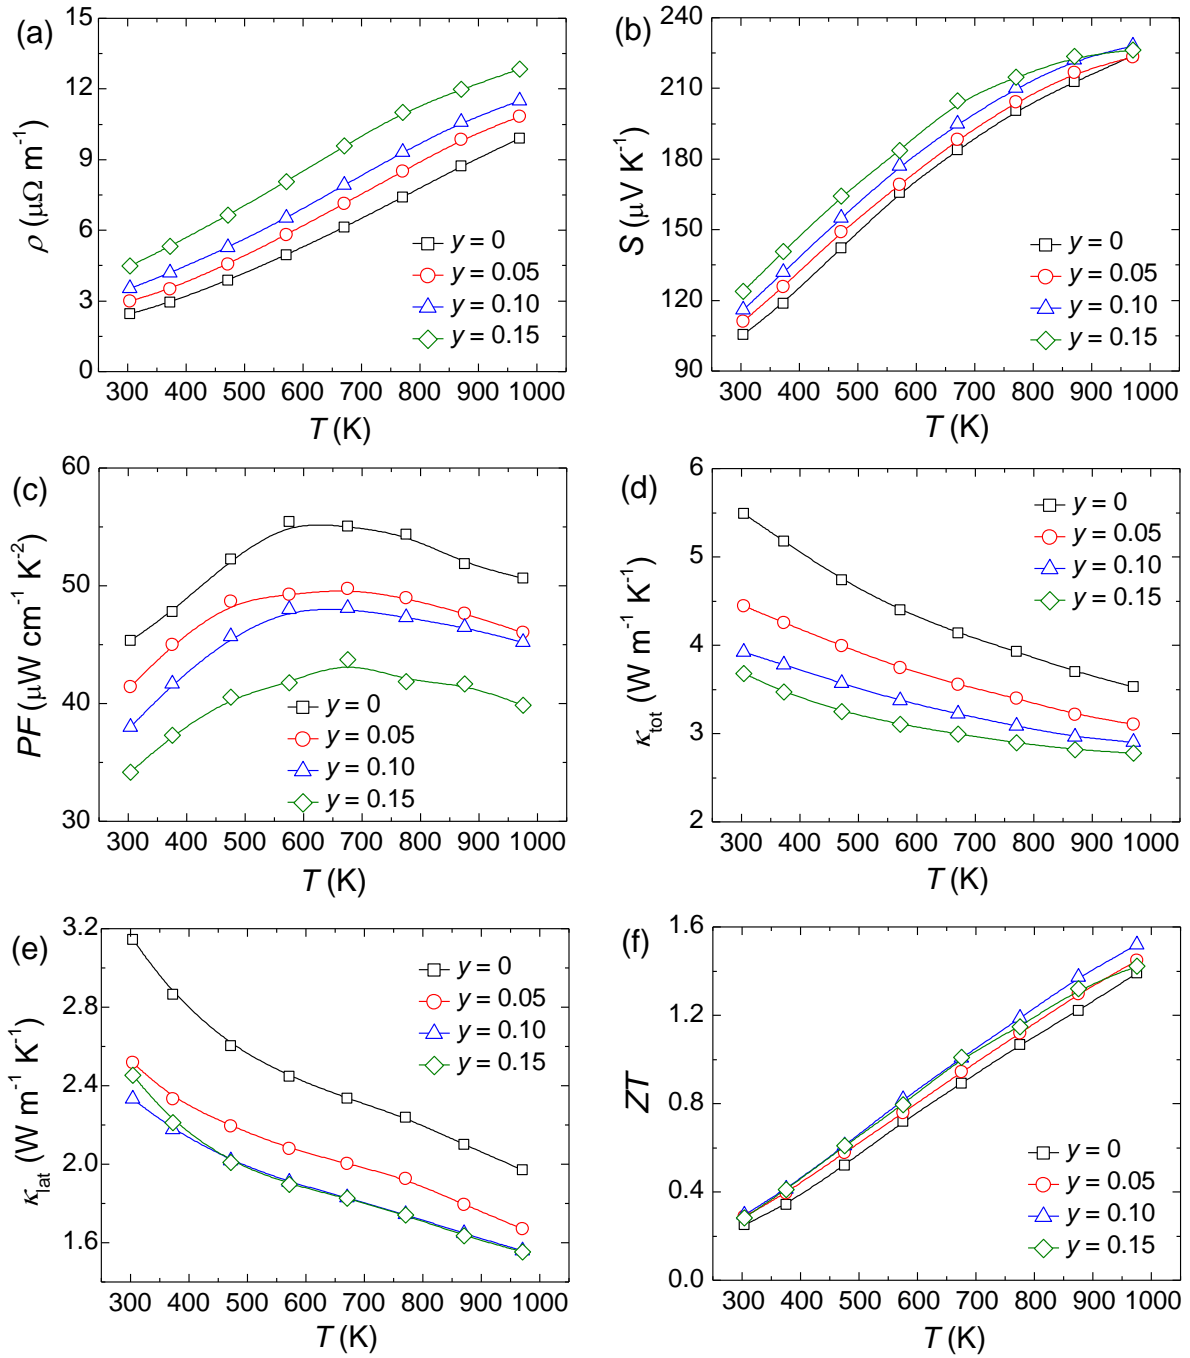 (a)
15
12
9
6
3
0
ρ (μΩ m⁻¹)
y = 0
y = 0.05
y = 0.10
y = 0.15
300 400 500 600 700 800 900 1000
T (K)
(b)
240
210
180
150
120
90
S (μV K⁻¹)
y = 0
y = 0.05
y = 0.10
y = 0.15
300 400 500 600 700 800 900 1000
T (K)
(c)
60
50
40
30
PF (μW cm⁻¹ K⁻²)
y = 0
y = 0.05
y = 0.10
y = 0.15
300 400 500 600 700 800 900 1000
T (K)
(d)
6
5
4
3
2
κtot (W m⁻¹ K⁻¹)
y = 0
y = 0.05
y = 0.10
y = 0.15
300 400 500 600 700 800 900 1000
T (K)
(e)
3.2
2.8
2.4
2.0
1.6
κlat (W m⁻¹ K⁻¹)
y = 0
y = 0.05
y = 0.10
y = 0.15
300 400 500 600 700 800 900 1000
T (K)
(f)
1.6
1.2
0.8
0.4
0.0
ZT
y = 0
y = 0.05
y = 0.10
y = 0.15
300 400 500 600 700 800 900 1000
T (K)